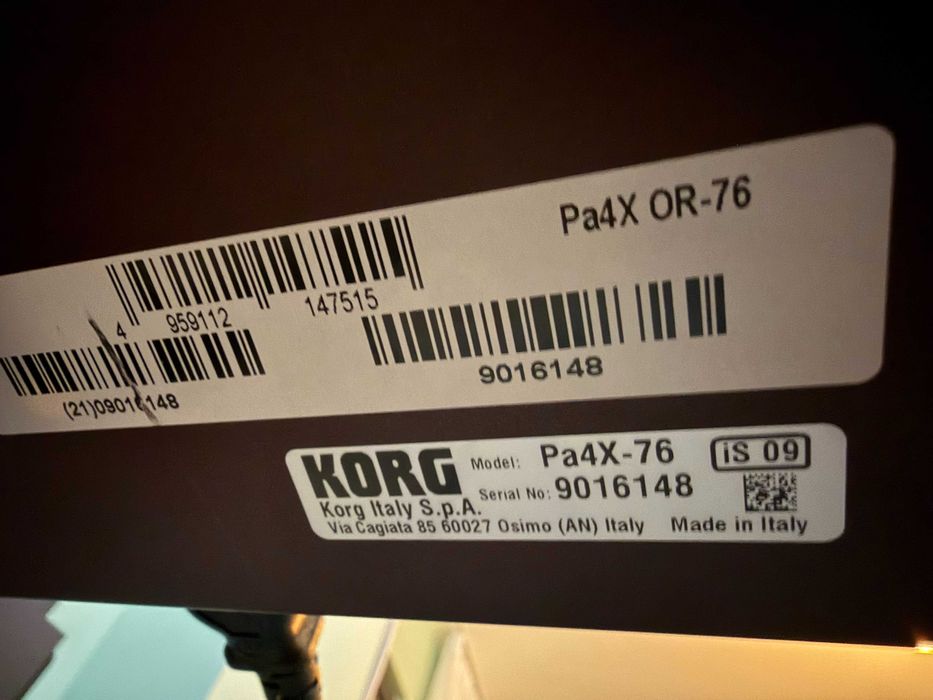 Pa4X OR-76
4 959112 147515
9016148
(21)09016148
KORG Model: Pa4X-76 iS 09
Serial No: 9016148
Korg Italy S.p.A.
Via Cagiata 85 60027 Osimo (AN) Italy Made in Italy